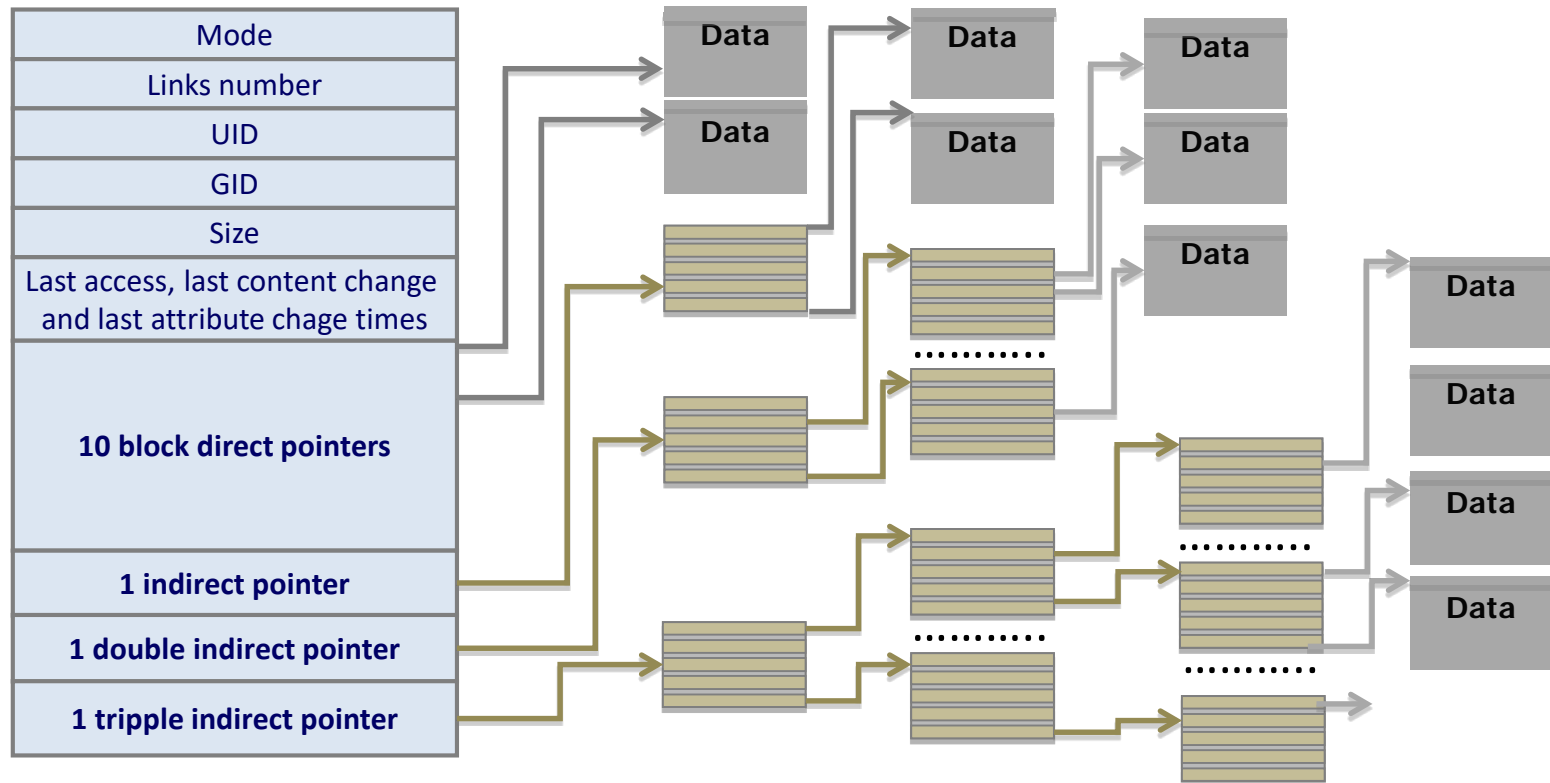 Mode
Links number
UID
GID
Size
Last access, last content change
and last attribute chage times
10 block direct pointers
1 indirect pointer
1 double indirect pointer
1 tripple indirect pointer
Data
Data
Data
Data
Data
Data
Data
...........
...........
Data
Data
Data
Data
...........
...........